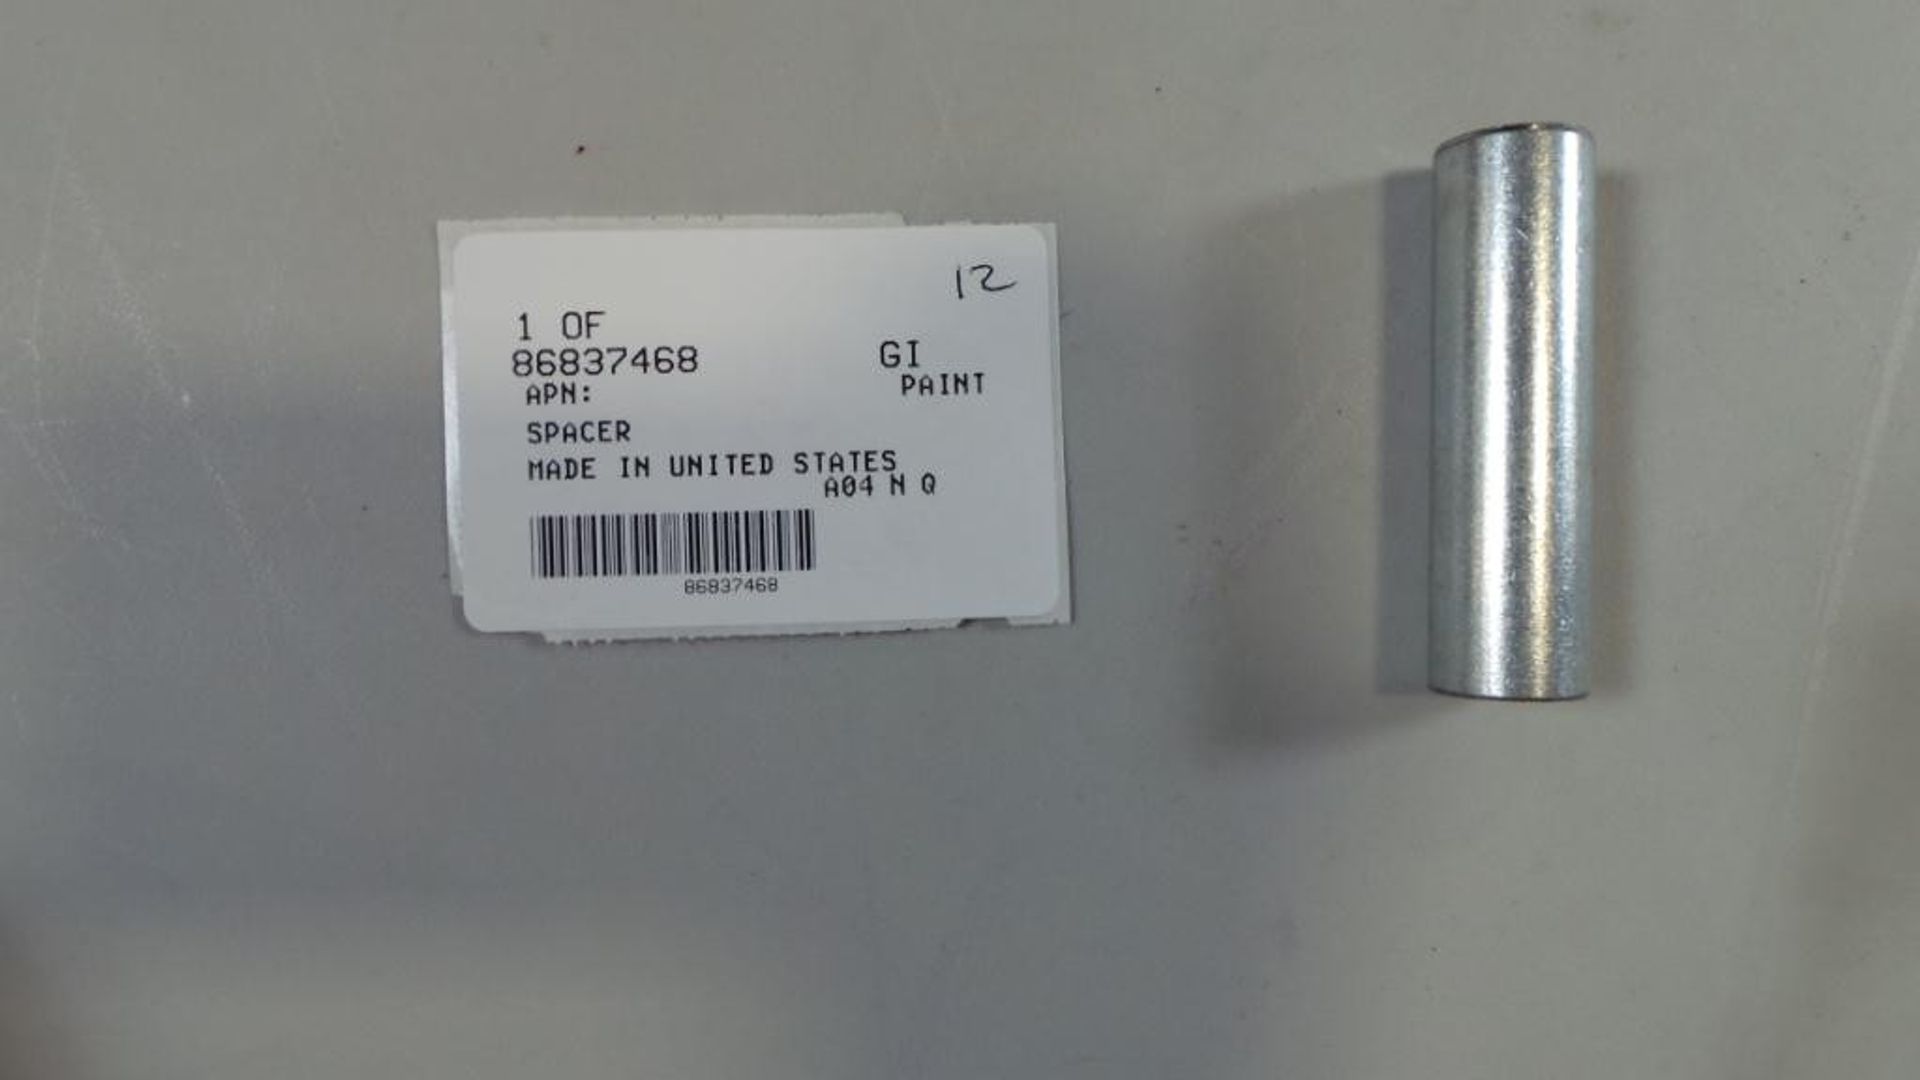 12
1 OF
86837468 GI
APN: PAINT
SPACER
MADE IN UNITED STATES
A04 N Q
86837468